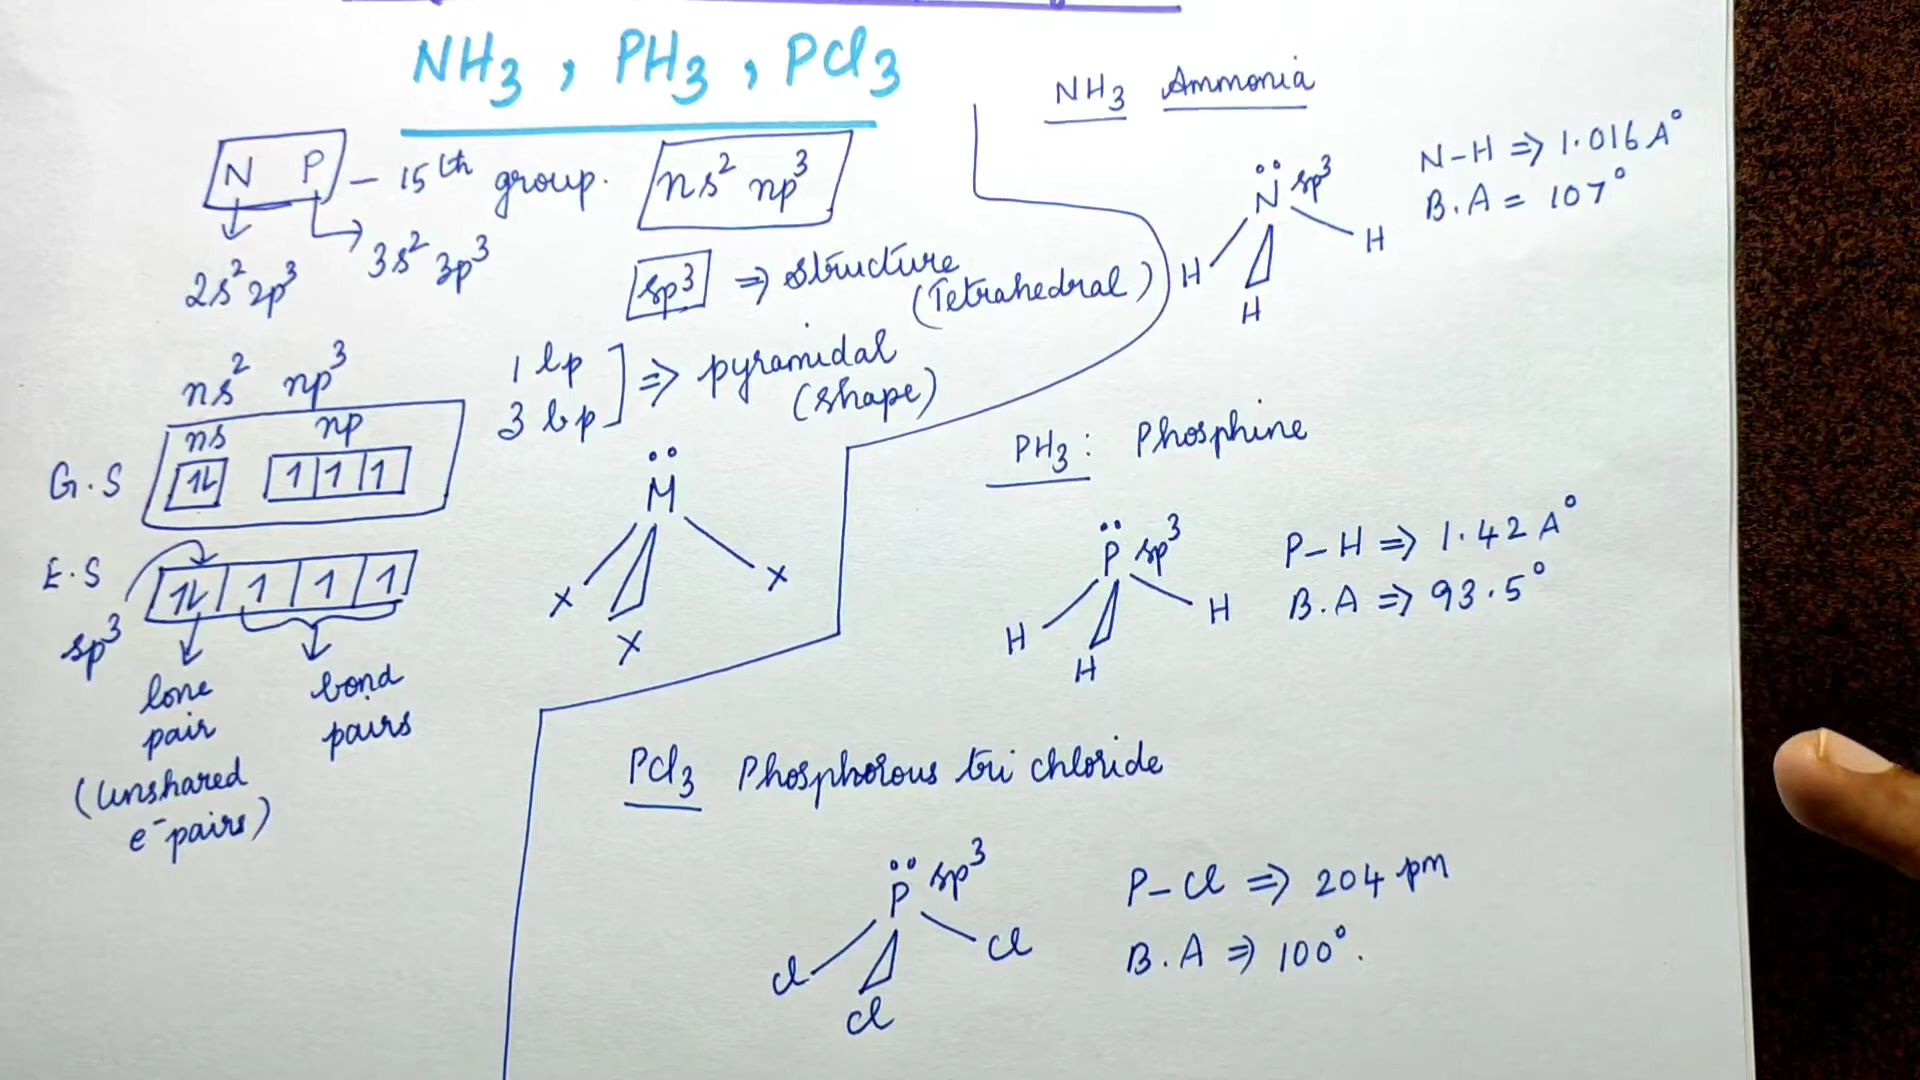 NH₃ , PH₃ , PCl₃
N P – 15th group. ns² np³
2s² 2p³
3s² 3p³
sp³ ⇒ structure
(Tetrahedral)
1 lp
3 bp
⇒ pyramidal
(shape)
ns² np³
ns np
G.S 1L 1 1 1
E.S 1L 1 1 1
sp³
lone
pair
(unshared
e⁻pairs)
bond
pairs
M
X X
X
NH₃ Ammonia
N sp³
H H
H
N-H ⇒ 1.016 A°
B.A = 107°
PH₃ : Phosphine
P sp³
H H
H
P-H ⇒ 1.42 A°
B.A ⇒ 93.5°
PCl₃ Phosphorous tri chloride
P sp³
Cl Cl
Cl
P-Cl ⇒ 204 pm
B.A ⇒ 100°.